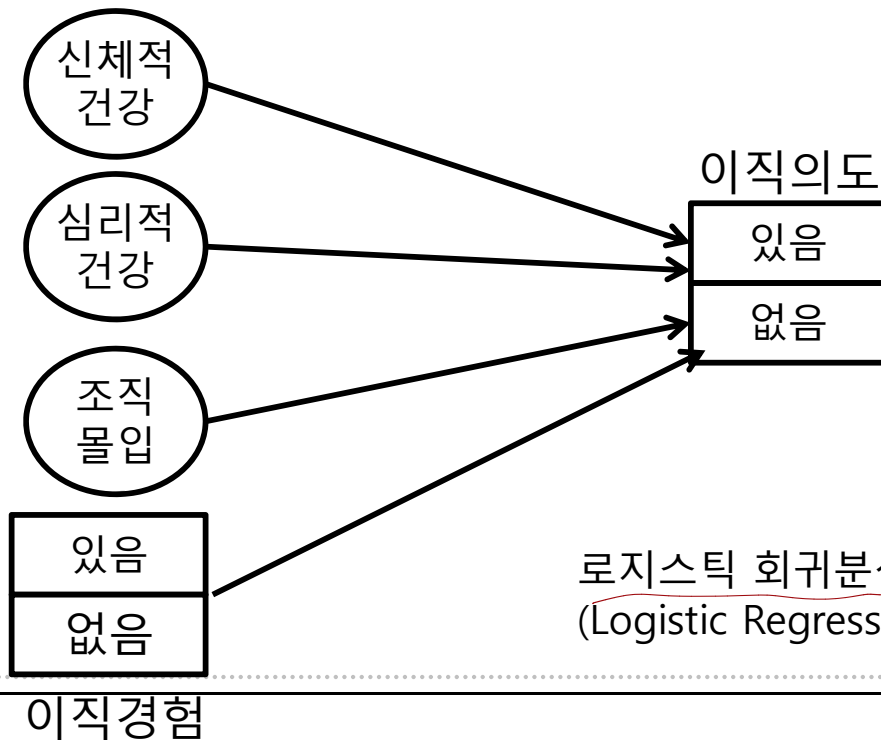 신체적
건강
이직의도
심리적
건강
있음
없음
조직
몰입
있음
없음
로지스틱 회귀분
(Logistic Regress
이직경험